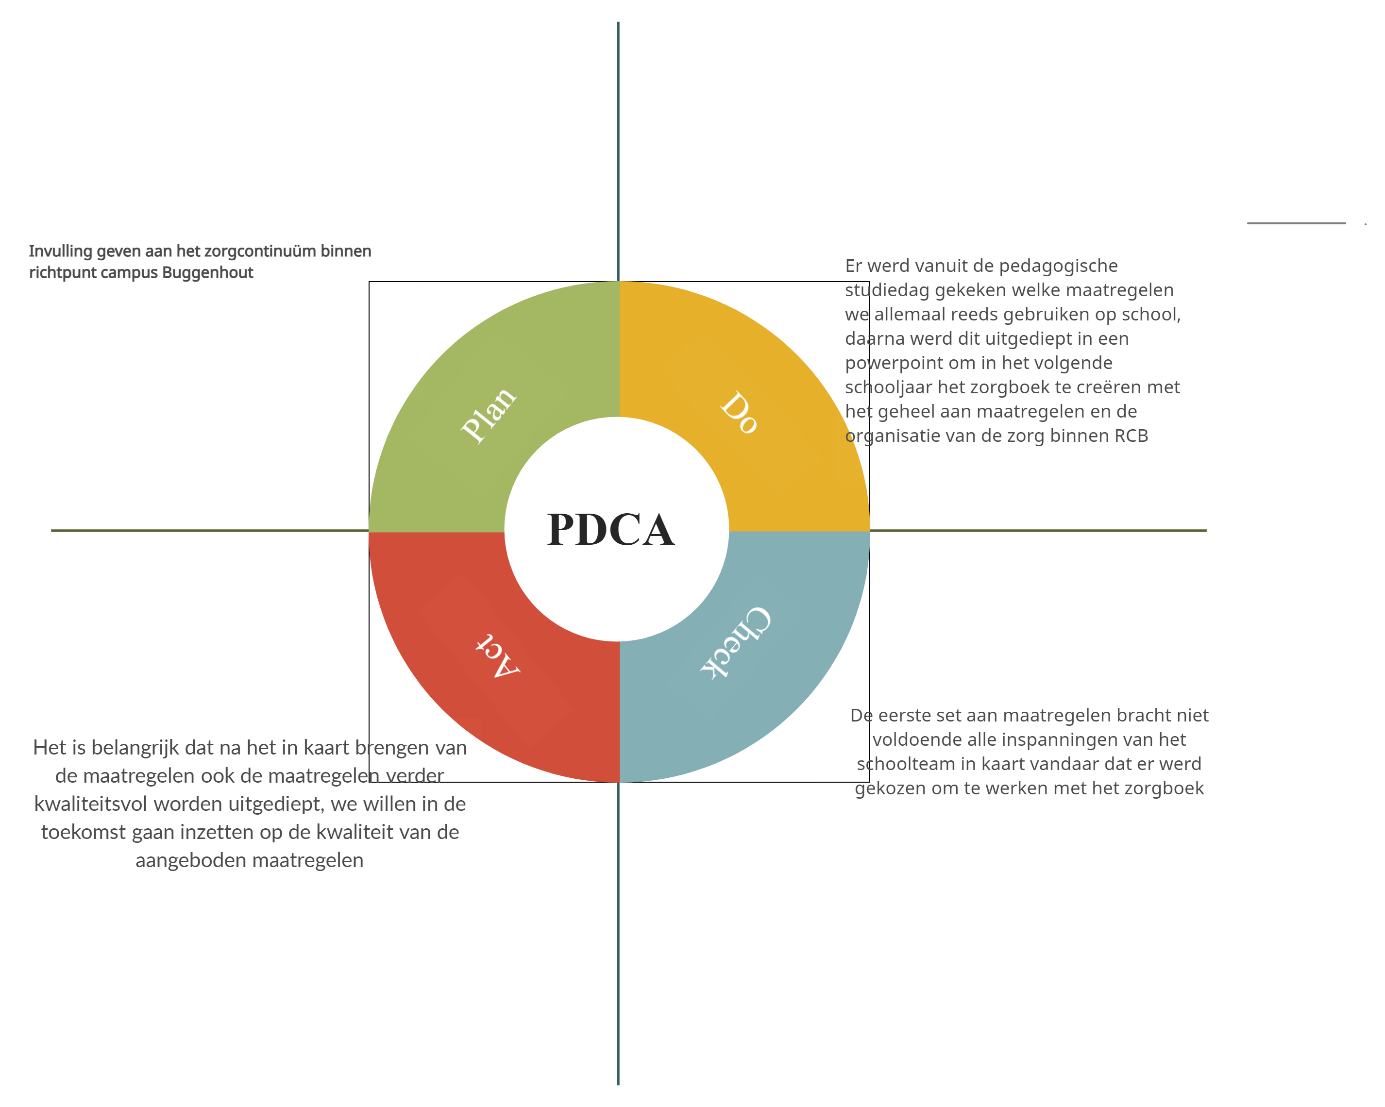 Invulling geven aan het zorgcontinuüm binnen
richtpunt campus Buggenhout
Er werd vanuit de pedagogische
studiedag gekeken welke maatregelen
we allemaal reeds gebruiken op school,
daarna werd dit uitgediept in een
powerpoint om in het volgende
schooljaar het zorgboek te creëren met
het geheel aan maatregelen en de
organisatie van de zorg binnen RCB
Plan
Do
PDCA
Act
Check
De eerste set aan maatregelen bracht niet
voldoende alle inspanningen van het
schoolteam in kaart vandaar dat er werd
gekozen om te werken met het zorgboek
Het is belangrijk dat na het in kaart brengen van
de maatregelen ook de maatregelen verder
kwaliteitsvol worden uitgediept, we willen in de
toekomst gaan inzetten op de kwaliteit van de
aangeboden maatregelen